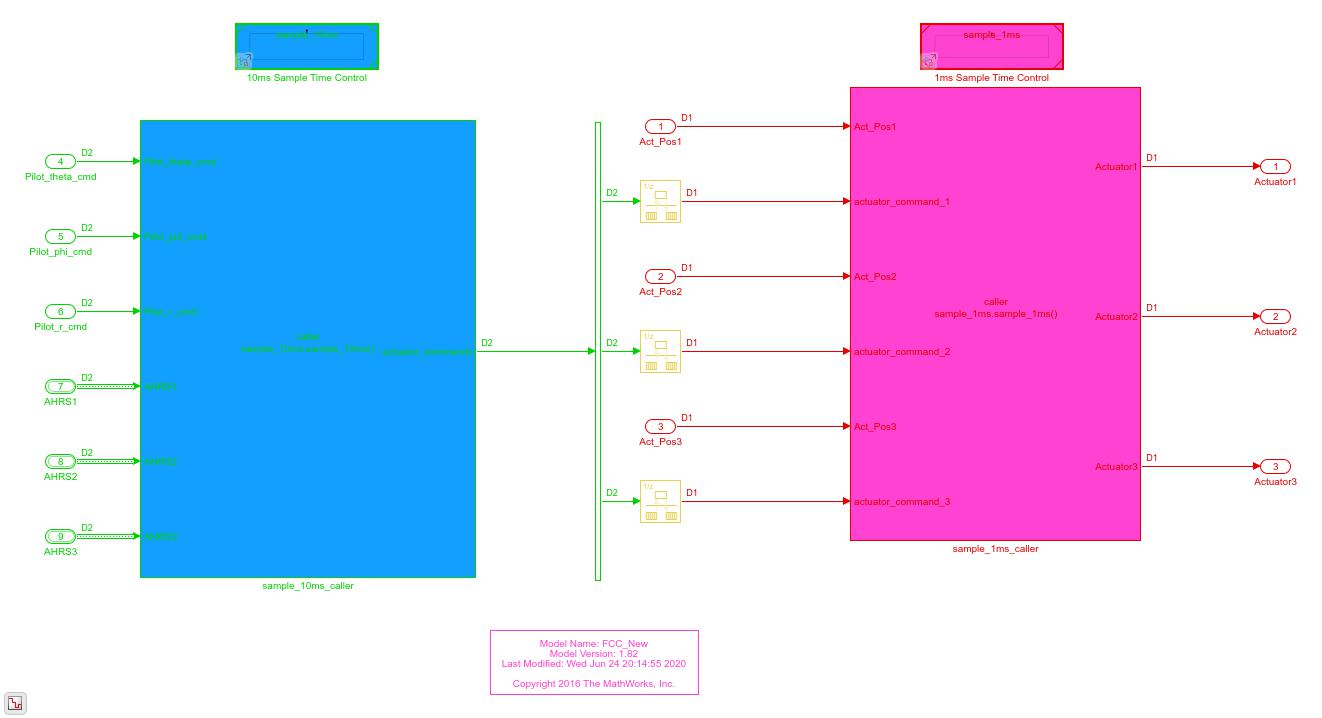 sample_1ms
10ms Sample Time Control
1ms Sample Time Control
4
D2
Pilot_theta_cmd
5
D2
Pilot_phi_cmd
6
D2
Pilot_r_cmd
7
D2
AHRS1
8
D2
AHRS2
9
D2
AHRS3
Pilot_theta_cmd
Pilot_phi_cmd
Pilot_r_cmd
AHRS1
AHRS2
AHRS3
caller
sample_10ms.sample_10ms()
actuator_commands
sample_10ms_caller
D2
1
D1
Act_Pos1
D2
1/z
D1
2
D1
Act_Pos2
D2
1/z
D1
3
D1
Act_Pos3
D2
1/z
D1
Act_Pos1
actuator_command_1
Act_Pos2
actuator_command_2
Act_Pos3
actuator_command_3
caller
sample_1ms.sample_1ms()
Actuator1
Actuator2
Actuator3
sample_1ms_caller
D1
1
Actuator1
D1
2
Actuator2
D1
3
Actuator3
Model Name: FCC_New
Model Version: 1.82
Last Modified: Wed Jun 24 20:14:55 2020
Copyright 2016 The MathWorks, Inc.